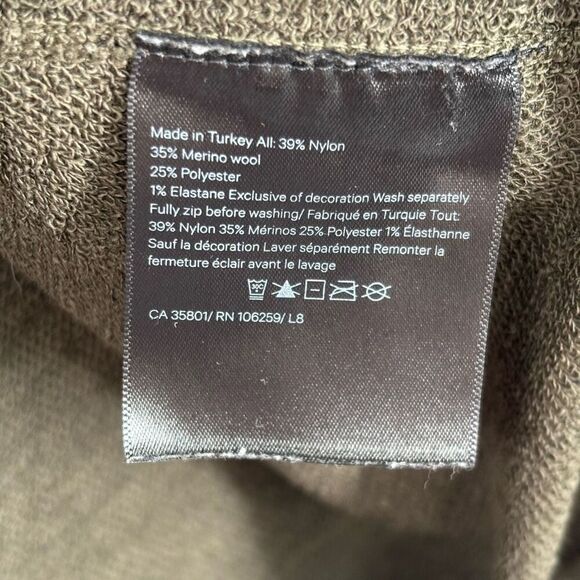 Made in Turkey All: 39% Nylon
35% Merino wool
25% Polyester
1% Elastane Exclusive of decoration Wash separately
Fully zip before washing/ Fabriqué en Turquie Tout:
39% Nylon 35% Mérinos 25% Polyester 1% Élasthanne
Sauf la décoration Laver séparément Remonter la
fermeture éclair avant le lavage
30C
CA 35801/ RN 106259/ L8